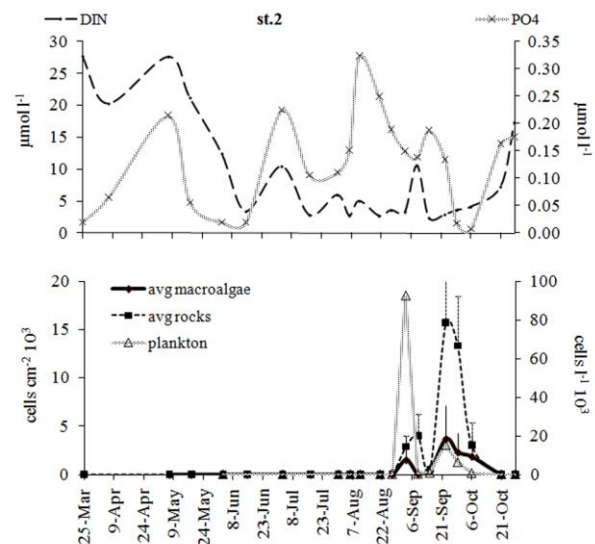 DIN st.2 PO4
30 0.35
25 0.30
20 0.25
15 0.20
10 0.15
5 0.10
0 0.05
0.00
µmol l-1
µmol l-1
25-Mar 9-Apr 24-Apr 9-May 24-May 8-Jun 23-Jun 8-Jul 23-Jul 7-Aug 22-Aug 6-Sep 21-Sep 6-Oct 21-Oct
20 100
avg macroalgae
avg rocks
plankton
15 80
10 60
5 40
0 20
0
cells cm-2 10³
cells l-1 10³